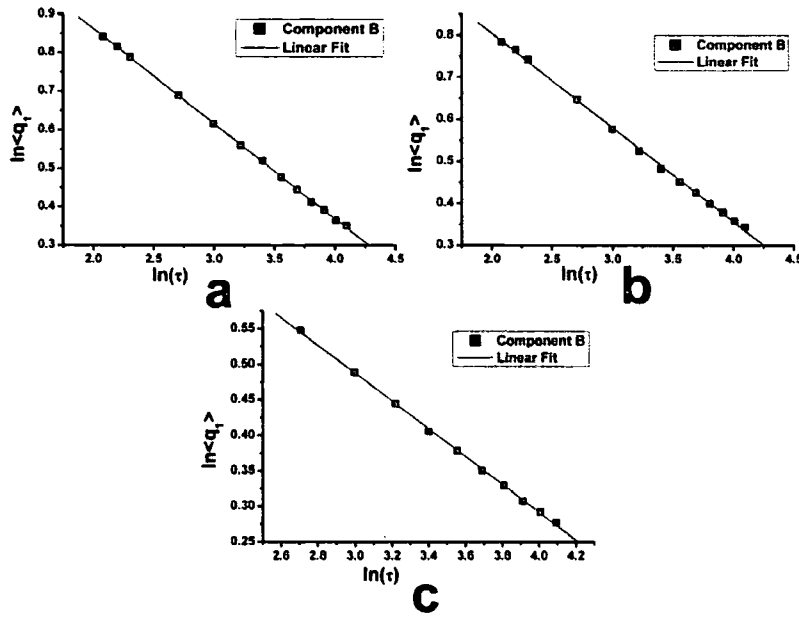 0.9
0.8
0.7
0.6
0.5
0.4
0.3
ln<q₁>
Component B
Linear Fit
2.0 2.5 3.0 3.5 4.0 4.5
ln(τ)
a
0.8
0.7
0.6
0.5
0.4
0.3
ln<q₁>
Component B
Linear Fit
2.0 2.5 3.0 3.5 4.0 4.5
ln(τ)
b
0.55
0.50
0.40
0.35
0.30
0.25
ln<q₁>
Component B
Linear Fit
2.6 2.8 3.0 3.2 3.4 3.6 3.8 4.0 4.2
ln(τ)
c